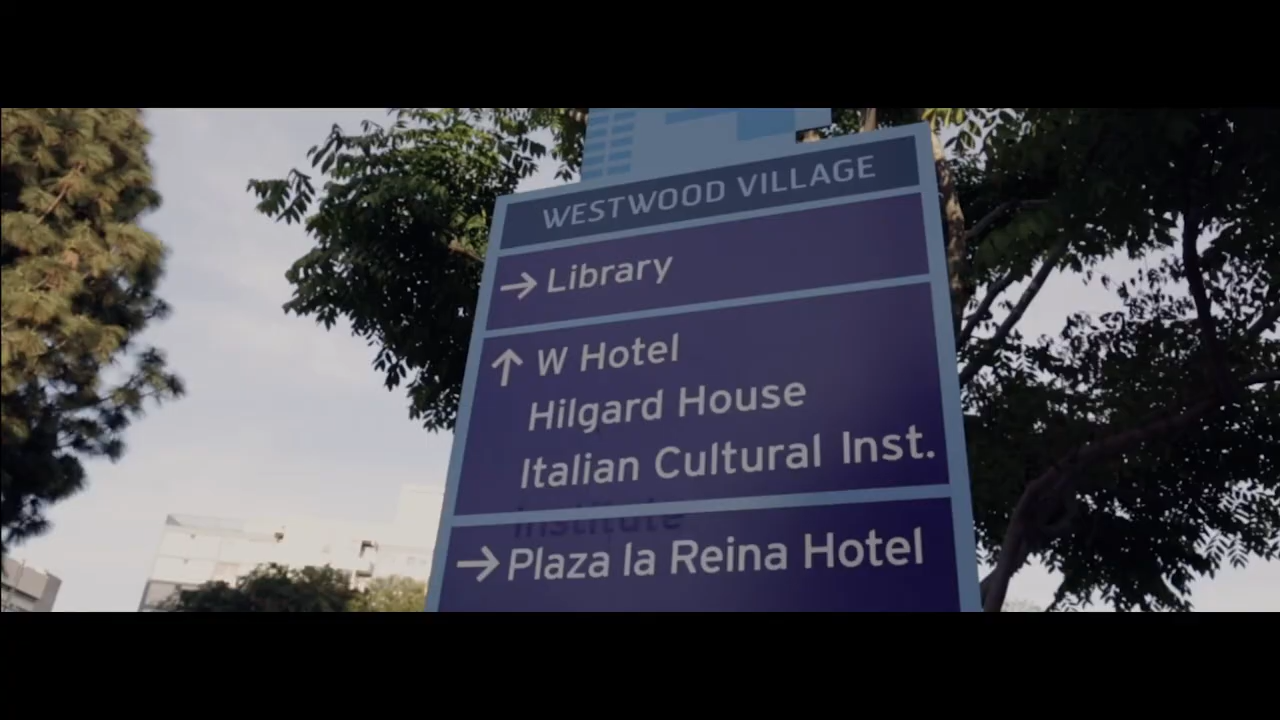 WESTWOOD VILLAGE
→ Library
↑ W Hotel
Hilgard House
Italian Cultural Inst.
Institute
→ Plaza la Reina Hotel